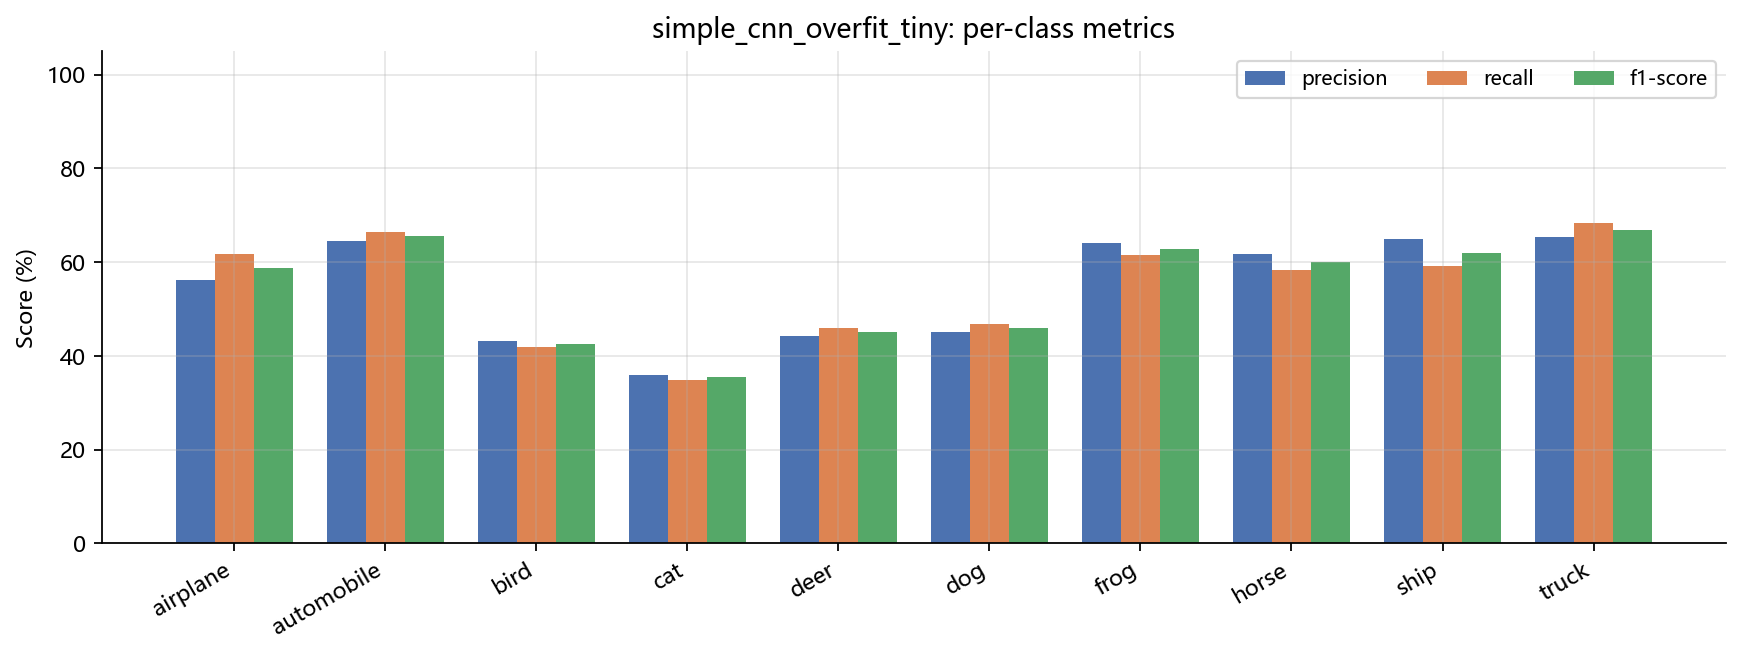 simple_cnn_overfit_tiny: per-class metrics
precision recall f1-score
Score (%)
100
80
60
40
20
0
airplane automobile bird cat deer dog frog horse ship truck